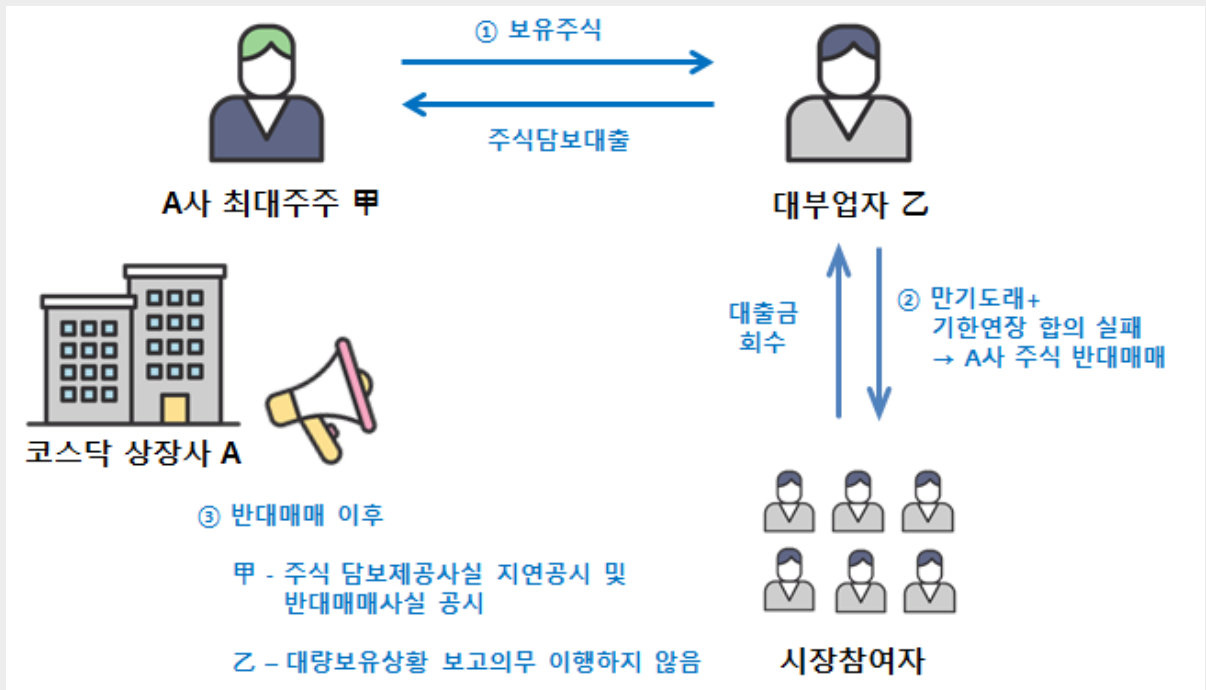 ① 보유주식
주식담보대출
A사 최대주주 甲
대부업자 乙
대출금
회수
② 만기도래+
기한연장 합의 실패
→ A사 주식 반대매매
코스닥 상장사 A
③ 반대매매 이후
甲 - 주식 담보제공사실 지연공시 및
반대매매사실 공시
乙 – 대량보유상황 보고의무 이행하지 않음
시장참여자